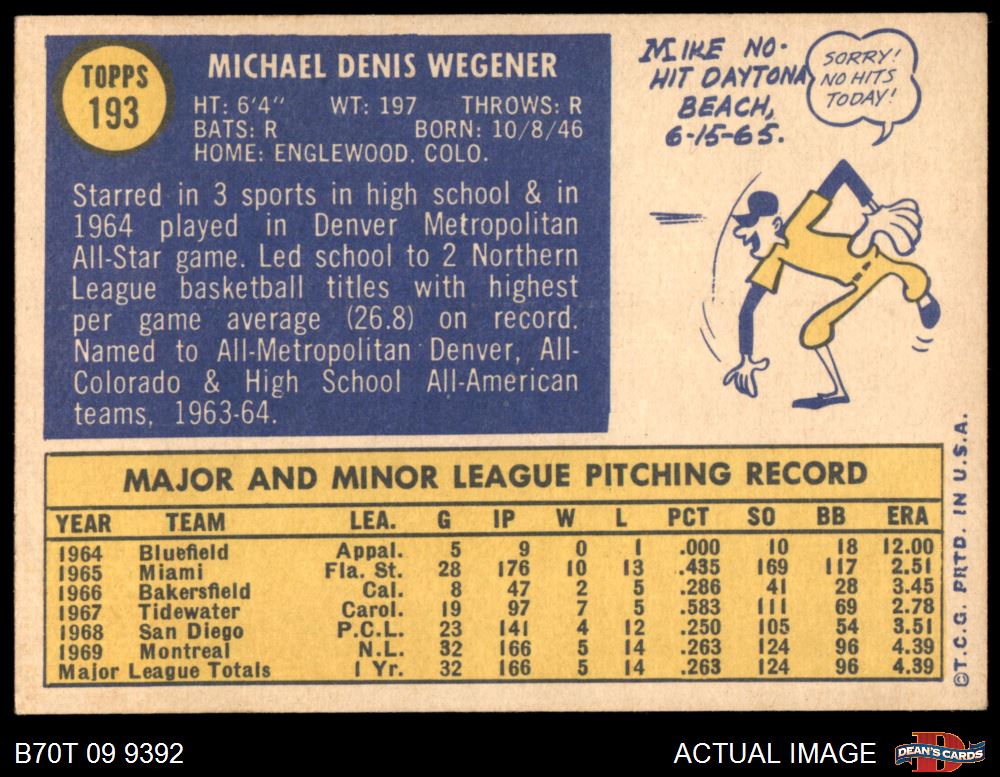 TOPPS
193
MICHAEL DENIS WEGENER
HT: 6'4" WT: 197 THROWS: R
BATS: R BORN: 10/8/46
HOME: ENGLEWOOD, COLO.
Starred in 3 sports in high school & in
1964 played in Denver Metropolitan
All-Star game. Led school to 2 Northern
League basketball titles with highest
per game average (26.8) on record.
Named to All-Metropolitan Denver, All-
Colorado & High School All-American
teams, 1963-64.
MIKE NO-
HIT DAYTONA
BEACH,
6-15-65.
SORRY!
NO HITS
TODAY!
MAJOR AND MINOR LEAGUE PITCHING RECORD
YEAR TEAM LEA. G IP W L PCT SO BB ERA
1964 Bluefield Appal. 5 9 0 1 .000 10 18 12.00
1965 Miami Fla. St. 28 176 10 13 .435 169 117 2.51
1966 Bakersfield Cal. 8 47 2 5 .286 41 28 3.45
1967 Tidewater Carol. 19 97 7 5 .583 111 69 2.78
1968 San Diego P.C.L. 23 141 4 12 .250 105 54 3.51
1969 Montreal N.L. 32 166 5 14 .263 124 96 4.39
Major League Totals 1 Yr. 32 166 5 14 .263 124 96 4.39
©T.C.G. PRTD. IN U.S.A.
B70T 09 9392
ACTUAL IMAGE
DEAN'S CARDS